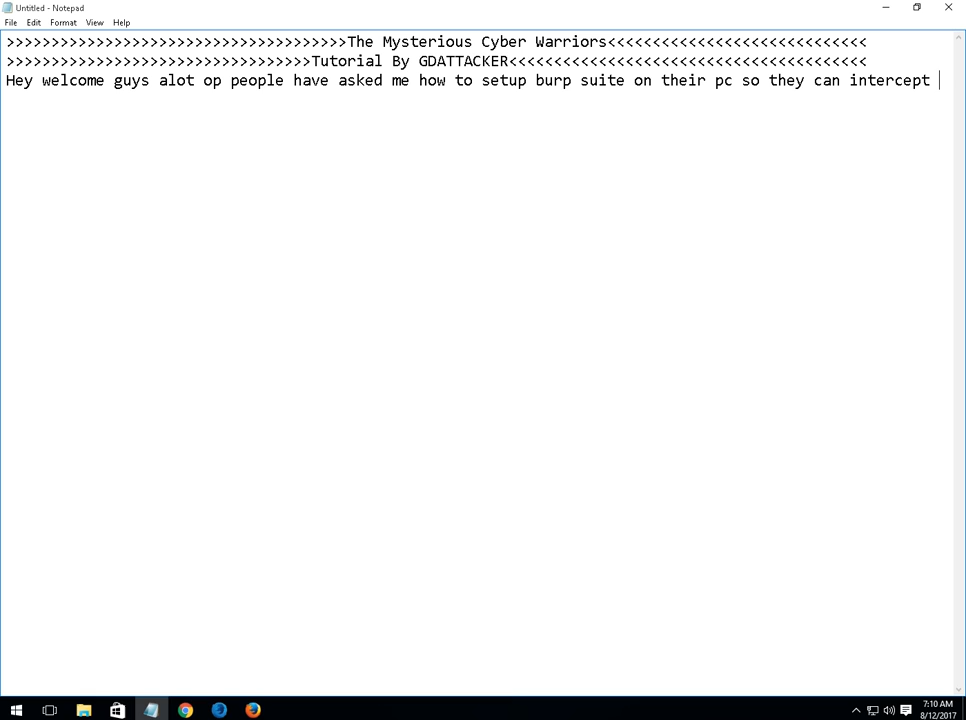 Untitled - Notepad
File Edit Format View Help
>>>>>>>>>>>>>>>>>>>>>>>>>>>>>>>>>>>>>>The Mysterious Cyber Warriors<<<<<<<<<<<<<<<<<<<<<<<<<<<<<
>>>>>>>>>>>>>>>>>>>>>>>>>>>>>>>>>>Tutorial By GDATTACKER<<<<<<<<<<<<<<<<<<<<<<<<<<<<<<<<<<<<<<<<
Hey welcome guys alot op people have asked me how to setup burp suite on their pc so they can intercept
7:10 AM
8/12/2017